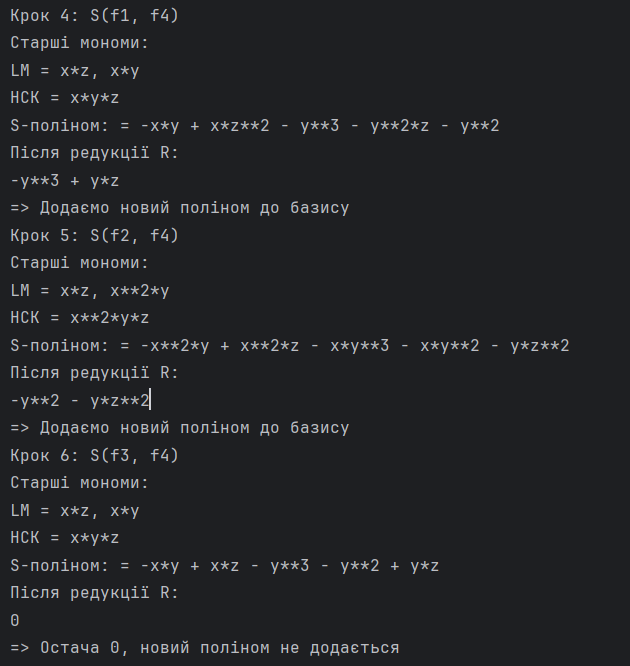 Крок 4: S(f1, f4)
Старші мономи:
LM = x*z, x*y
НСК = x*y*z
S-поліном: = -x*y + x*z**2 - y**3 - y**2*z - y**2
Після редукції R:
-y**3 + y*z
=> Додаємо новий поліном до базису
Крок 5: S(f2, f4)
Старші мономи:
LM = x*z, x**2*y
НСК = x**2*y*z
S-поліном: = -x**2*y + x**2*z - x*y**3 - x*y**2 - y*z**2
Після редукції R:
-y**2 - y*z**2
=> Додаємо новий поліном до базису
Крок 6: S(f3, f4)
Старші мономи:
LM = x*z, x*y
НСК = x*y*z
S-поліном: = -x*y + x*z - y**3 - y**2 + y*z
Після редукції R:
0
=> Остача 0, новий поліном не додається